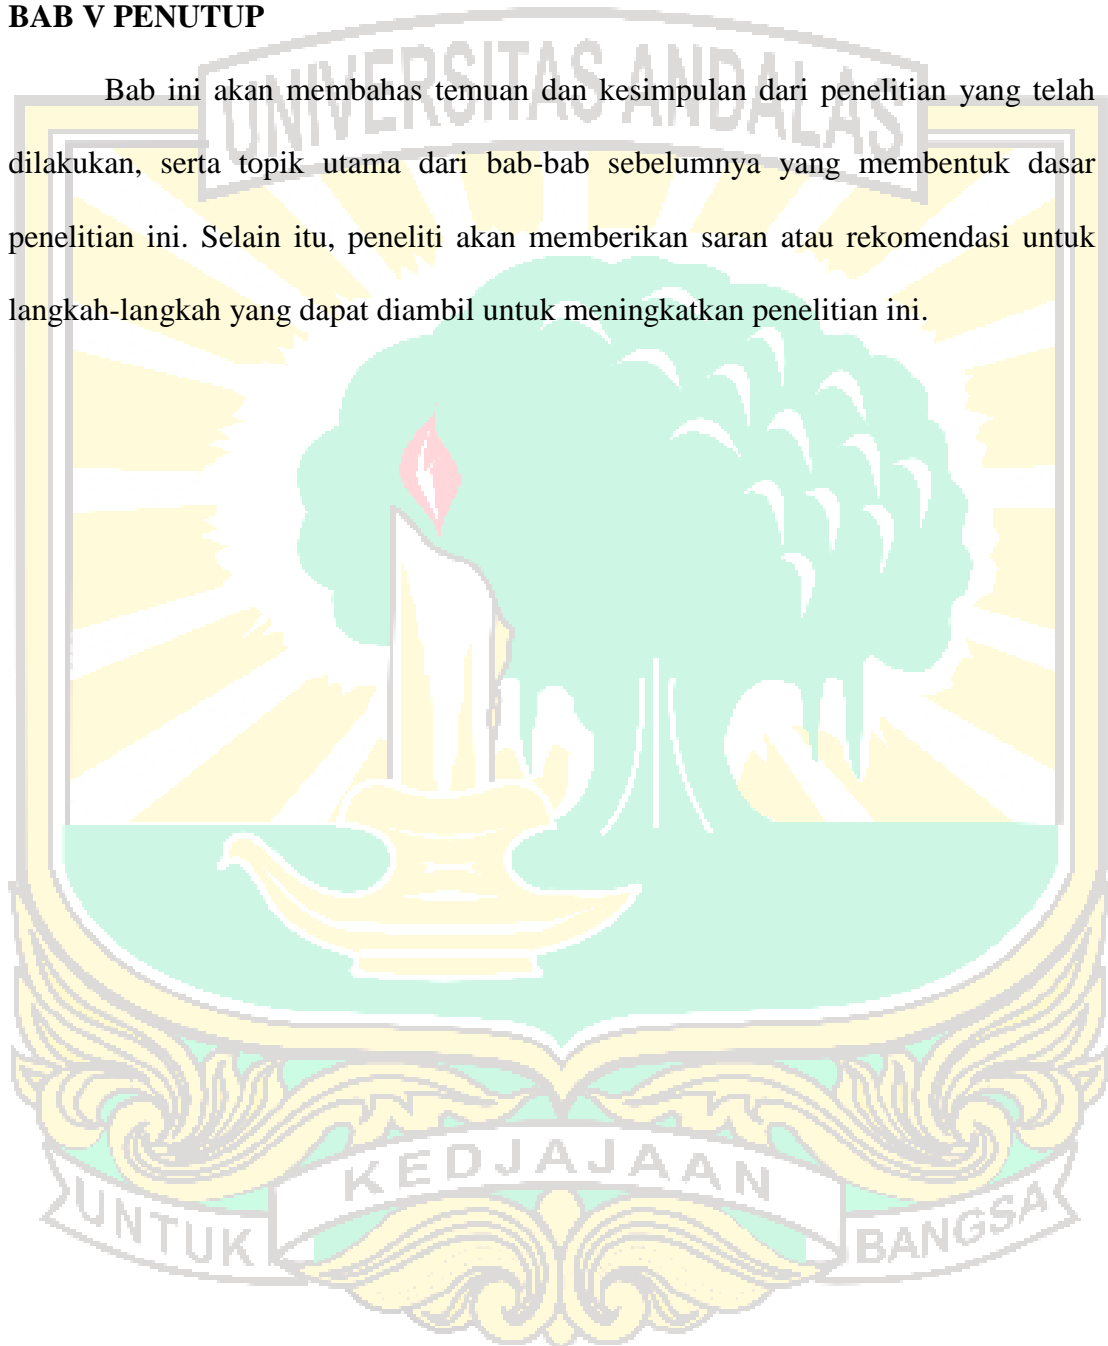 BAB V PENUTUP
UNIVERSITAS ANDALAS
Bab ini akan membahas temuan dan kesimpulan dari penelitian yang telah
dilakukan, serta topik utama dari bab-bab sebelumnya yang membentuk dasar
penelitian ini. Selain itu, peneliti akan memberikan saran atau rekomendasi untuk
langkah-langkah yang dapat diambil untuk meningkatkan penelitian ini.
UNTUK KEDJAJAAN BANGSA